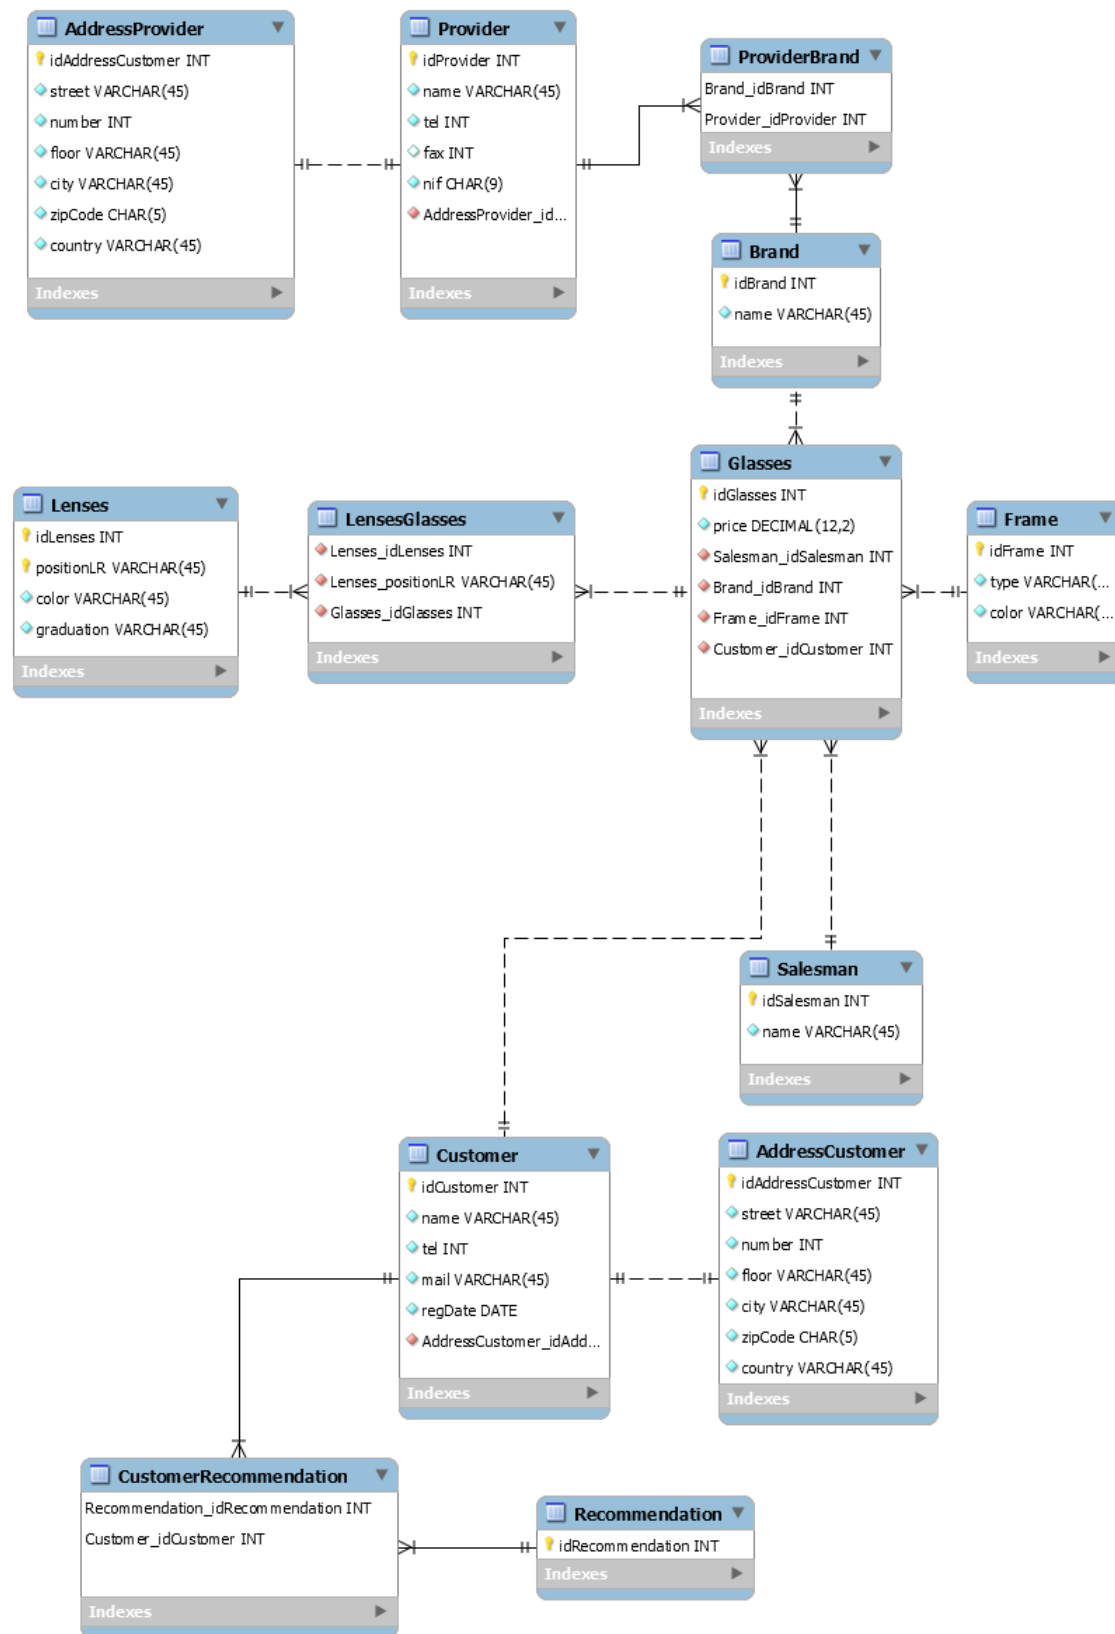 AddressProvider
idAddressCustomer INT
street VARCHAR(45)
number INT
floor VARCHAR(45)
city VARCHAR(45)
zipCode CHAR(5)
country VARCHAR(45)
Indexes
Provider
idProvider INT
name VARCHAR(45)
tel INT
fax INT
nif CHAR(9)
AddressProvider_id...
Indexes
ProviderBrand
Brand_idBrand INT
Provider_idProvider INT
Indexes
Brand
idBrand INT
name VARCHAR(45)
Indexes
Lenses
idLenses INT
positionLR VARCHAR(45)
color VARCHAR(45)
graduation VARCHAR(45)
Indexes
LensesGlasses
Lenses_idLenses INT
Lenses_positionLR VARCHAR(45)
Glasses_idGlasses INT
Indexes
Glasses
idGlasses INT
price DECIMAL(12,2)
Salesman_idSalesman INT
Brand_idBrand INT
Frame_idFrame INT
Customer_idCustomer INT
Indexes
Frame
idFrame INT
type VARCHAR(...
color VARCHAR(...
Indexes
Salesman
idSalesman INT
name VARCHAR(45)
Indexes
Customer
idCustomer INT
name VARCHAR(45)
tel INT
mail VARCHAR(45)
regDate DATE
AddressCustomer_idAdd...
Indexes
AddressCustomer
idAddressCustomer INT
street VARCHAR(45)
number INT
floor VARCHAR(45)
city VARCHAR(45)
zipCode CHAR(5)
country VARCHAR(45)
Indexes
CustomerRecommendation
Recommendation_idRecommendation INT
Customer_idCustomer INT
Indexes
Recommendation
idRecommendation INT
Indexes